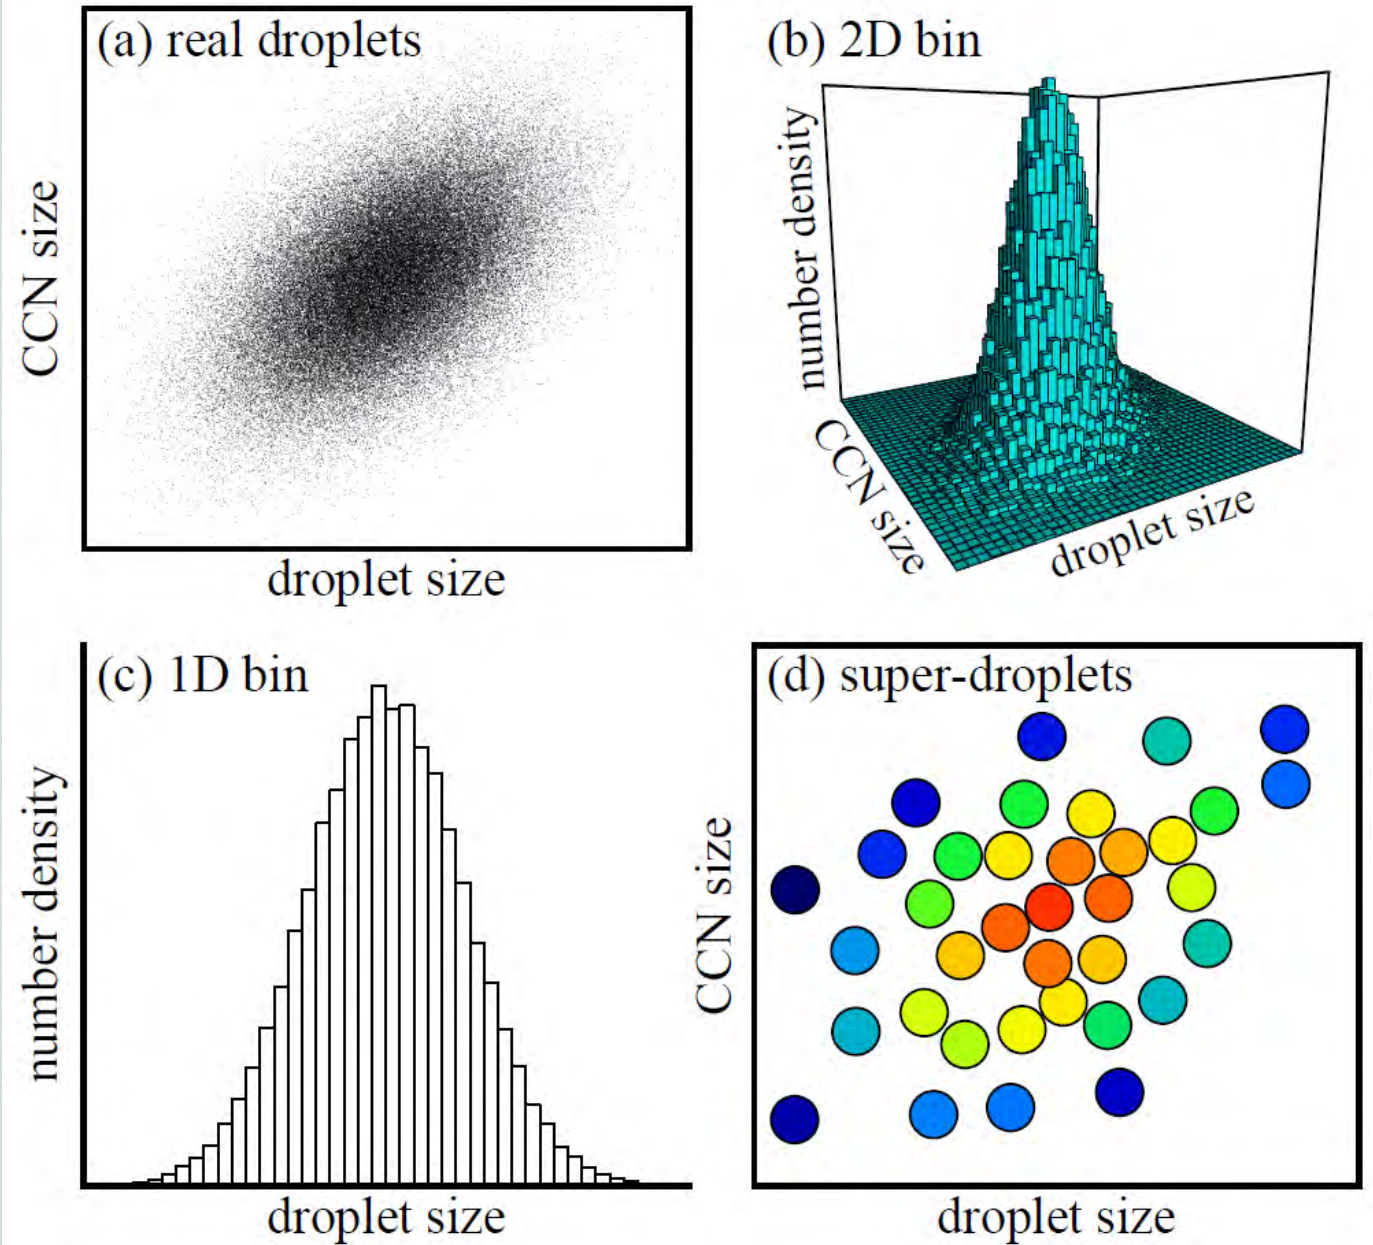 (a) real droplets
CCN size
droplet size
(b) 2D bin
number density
CCN size
droplet size
(c) 1D bin
number density
droplet size
(d) super-droplets
CCN size
droplet size